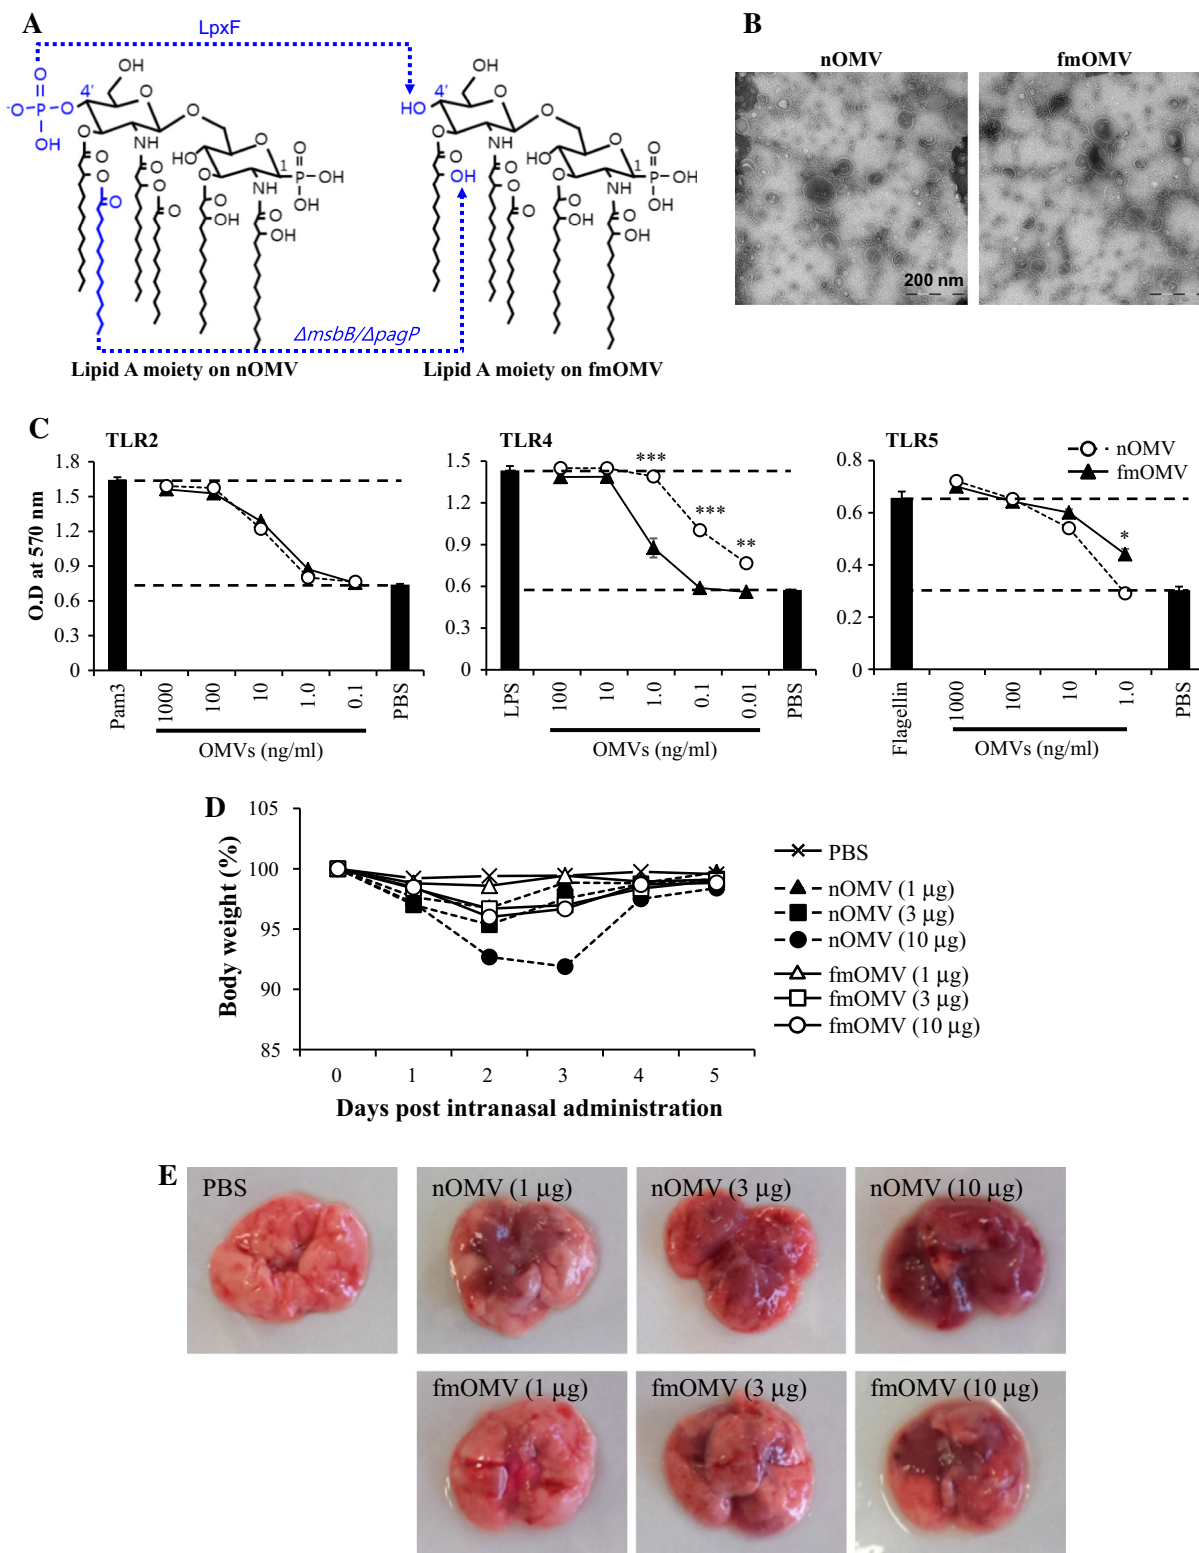 A
LpxF
O
⁻O
P
O
OH
4'
OH
O
O
O
NH
O
O
O
O
O
O
HO
O
O
O
NH
OH
O
OH
1
O
P
OH
OH
OH
HO
4'
O
O
O
NH
O
OH
O
O
O
HO
O
O
O
NH
OH
O
OH
1
O
P
OH
OH
ΔmsbB/ΔpagP
Lipid A moiety on nOMV
Lipid A moiety on fmOMV
B
nOMV
fmOMV
200 nm
C
O.D at 570 nm
TLR2
1.8
1.5
1.2
0.9
0.6
0.3
0
Pam3
1000
100
10
1.0
0.1
PBS
OMVs (ng/ml)
TLR4
1.5
1.2
0.9
0.6
0.3
0
***
***
**
LPS
100
10
1.0
0.1
0.01
PBS
OMVs (ng/ml)
TLR5
nOMV
fmOMV
0.8
0.6
0.4
0.2
0
*
Flagellin
1000
100
10
1.0
PBS
OMVs (ng/ml)
D
Body weight (%)
105
100
95
90
85
0 1 2 3 4 5
Days post intranasal administration
PBS
nOMV (1 μg)
nOMV (3 μg)
nOMV (10 μg)
fmOMV (1 μg)
fmOMV (3 μg)
fmOMV (10 μg)
E
PBS
nOMV (1 μg)
nOMV (3 μg)
nOMV (10 μg)
fmOMV (1 μg)
fmOMV (3 μg)
fmOMV (10 μg)